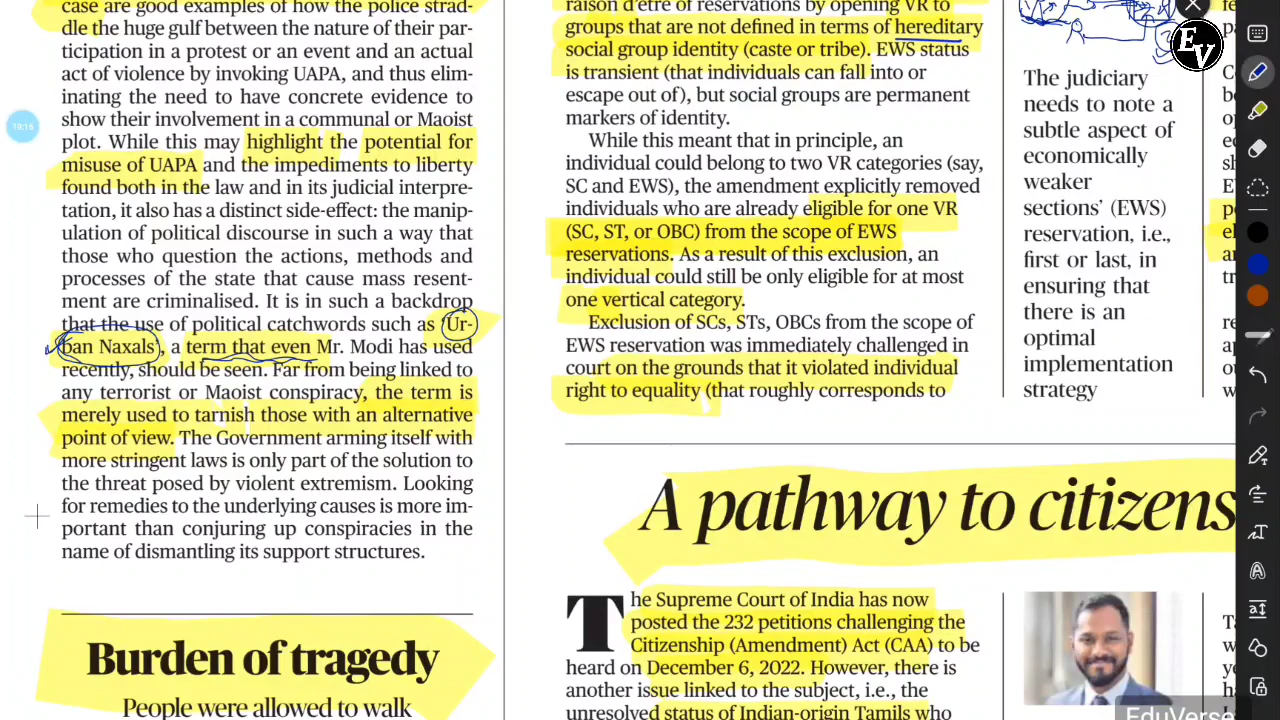 case are good examples of how the police strad-
dle the huge gulf between the nature of their par-
ticipation in a protest or an event and an actual
act of violence by invoking UAPA, and thus elim-
inating the need to have concrete evidence to
show their involvement in a communal or Maoist
plot. While this may highlight the potential for
misuse of UAPA and the impediments to liberty
found both in the law and in its judicial interpre-
tation, it also has a distinct side-effect: the manip-
ulation of political discourse in such a way that
those who question the actions, methods and
processes of the state that cause mass resent-
ment are criminalised. It is in such a backdrop
that the use of political catchwords such as ‘Ur-
ban Naxals’, a term that even Mr. Modi has used
recently, should be seen. Far from being linked to
any terrorist or Maoist conspiracy, the term is
merely used to tarnish those with an alternative
point of view. The Government arming itself with
more stringent laws is only part of the solution to
the threat posed by violent extremism. Looking
for remedies to the underlying causes is more im-
portant than conjuring up conspiracies in the
name of dismantling its support structures.
Burden of tragedy
People were allowed to walk
raison d'être of reservations by opening VR to
groups that are not defined in terms of hereditary
social group identity (caste or tribe). EWS status
is transient (that individuals can fall into or
escape out of), but social groups are permanent
markers of identity.
While this meant that in principle, an
individual could belong to two VR categories (say,
SC and EWS), the amendment explicitly removed
individuals who are already eligible for one VR
(SC, ST, or OBC) from the scope of EWS
reservations. As a result of this exclusion, an
individual could still be only eligible for at most
one vertical category.
Exclusion of SCs, STs, OBCs from the scope of
EWS reservation was immediately challenged in
court on the grounds that it violated individual
right to equality (that roughly corresponds to
The judiciary
needs to note a
subtle aspect of
economically
weaker
sections’ (EWS)
reservation, i.e.,
first or last, in
ensuring that
there is an
optimal
implementation
strategy
A pathway to citizens
The Supreme Court of India has now
posted the 232 petitions challenging the
Citizenship (Amendment) Act (CAA) to be
heard on December 6, 2022. However, there is
another issue linked to the subject, i.e., the
unresolved status of Indian-origin Tamils who
19:16
EV
EduVerse